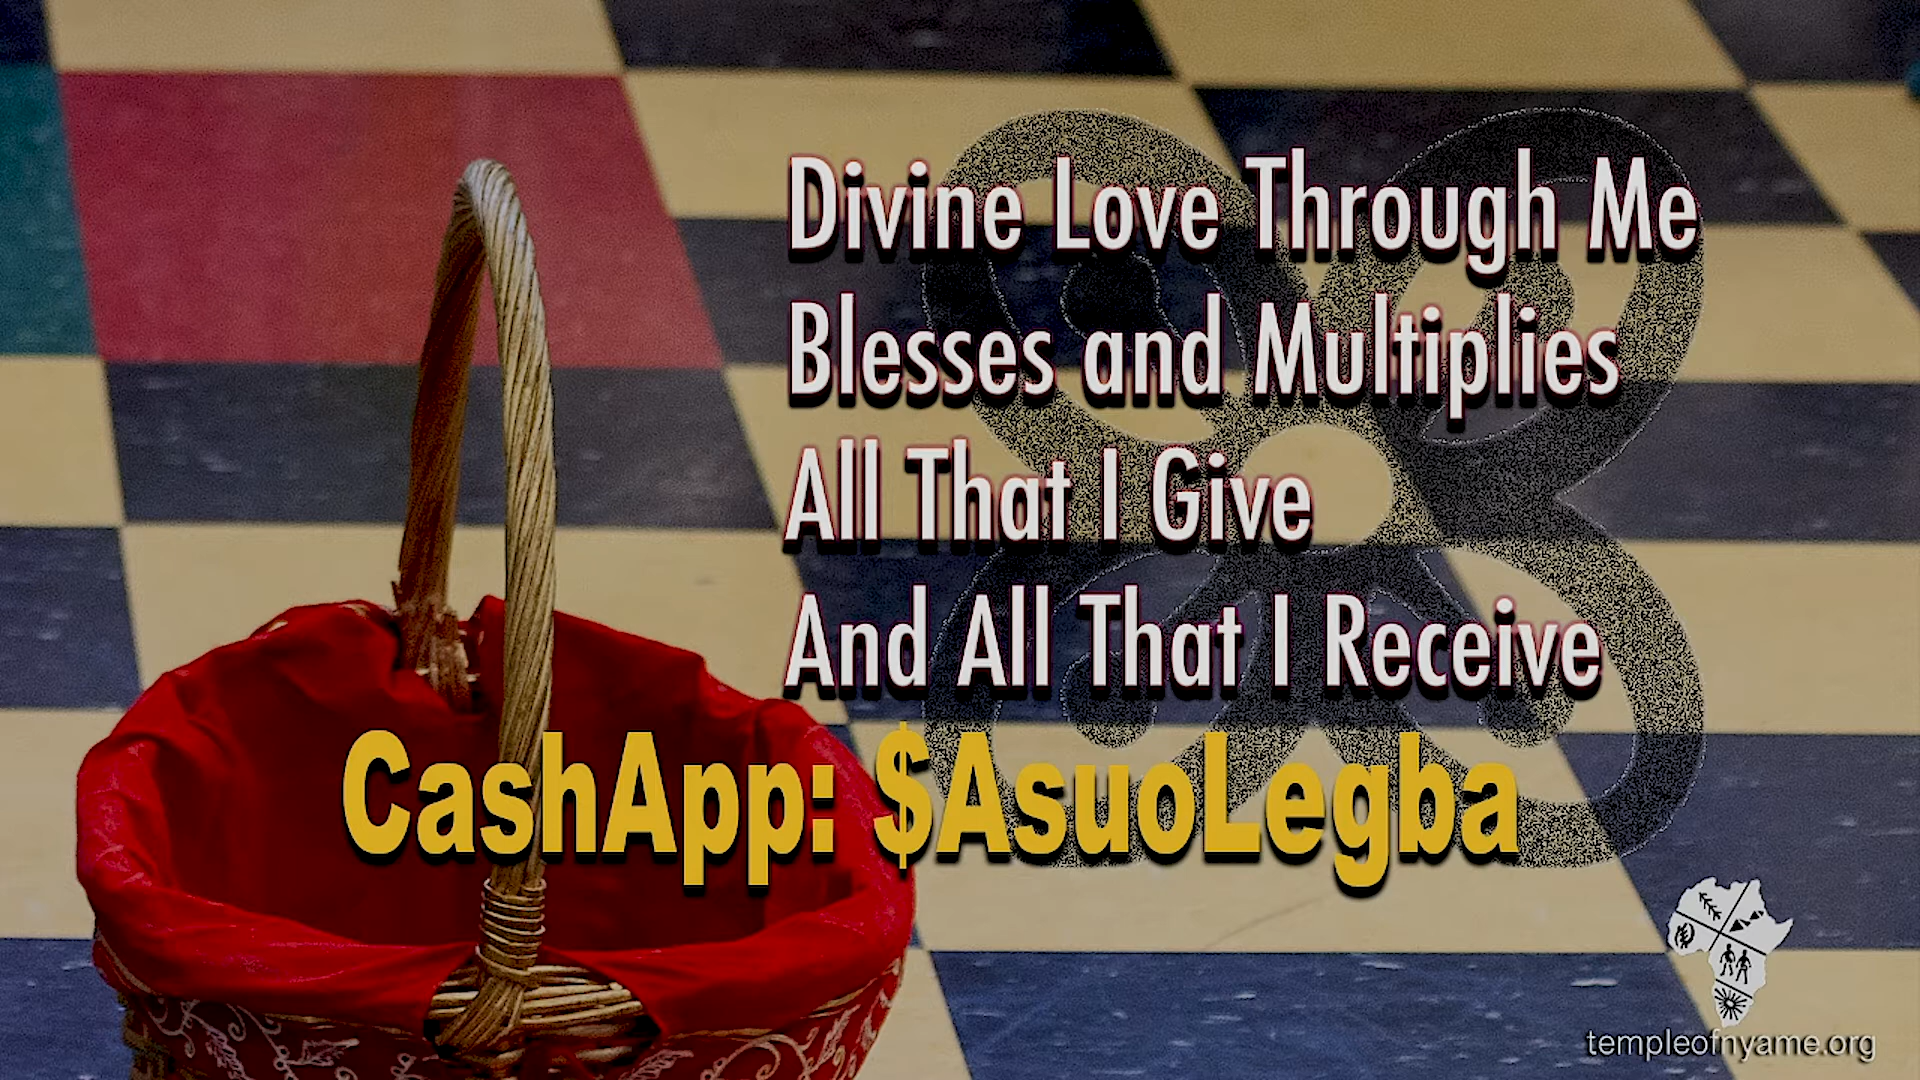 Divine Love Through Me
Blesses and Multiplies
All That I Give
And All That I Receive
CashApp: $AsuoLegba
templeofnyame.org